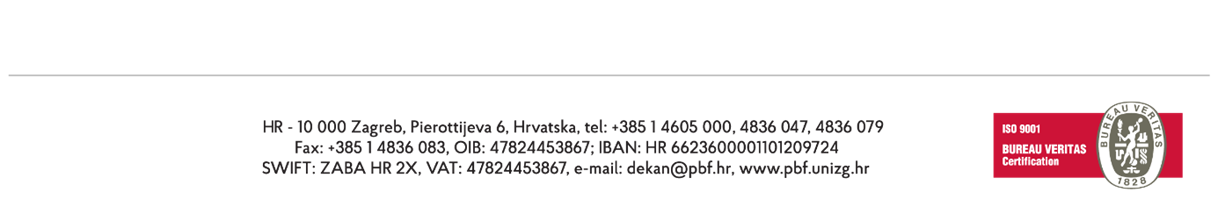 HR - 10 000 Zagreb, Pierottijeva 6, Hrvatska, tel: +385 1 4605 000, 4836 047, 4836 079
Fax: +385 1 4836 083, OIB: 47824453867; IBAN: HR 6623600001101209724
SWIFT: ZABA HR 2X, VAT: 47824453867, e-mail: dekan@pbf.hr, www.pbf.unizg.hr
ISO 9001
BUREAU VERITAS
Certification
BUREAU VERITAS
1828